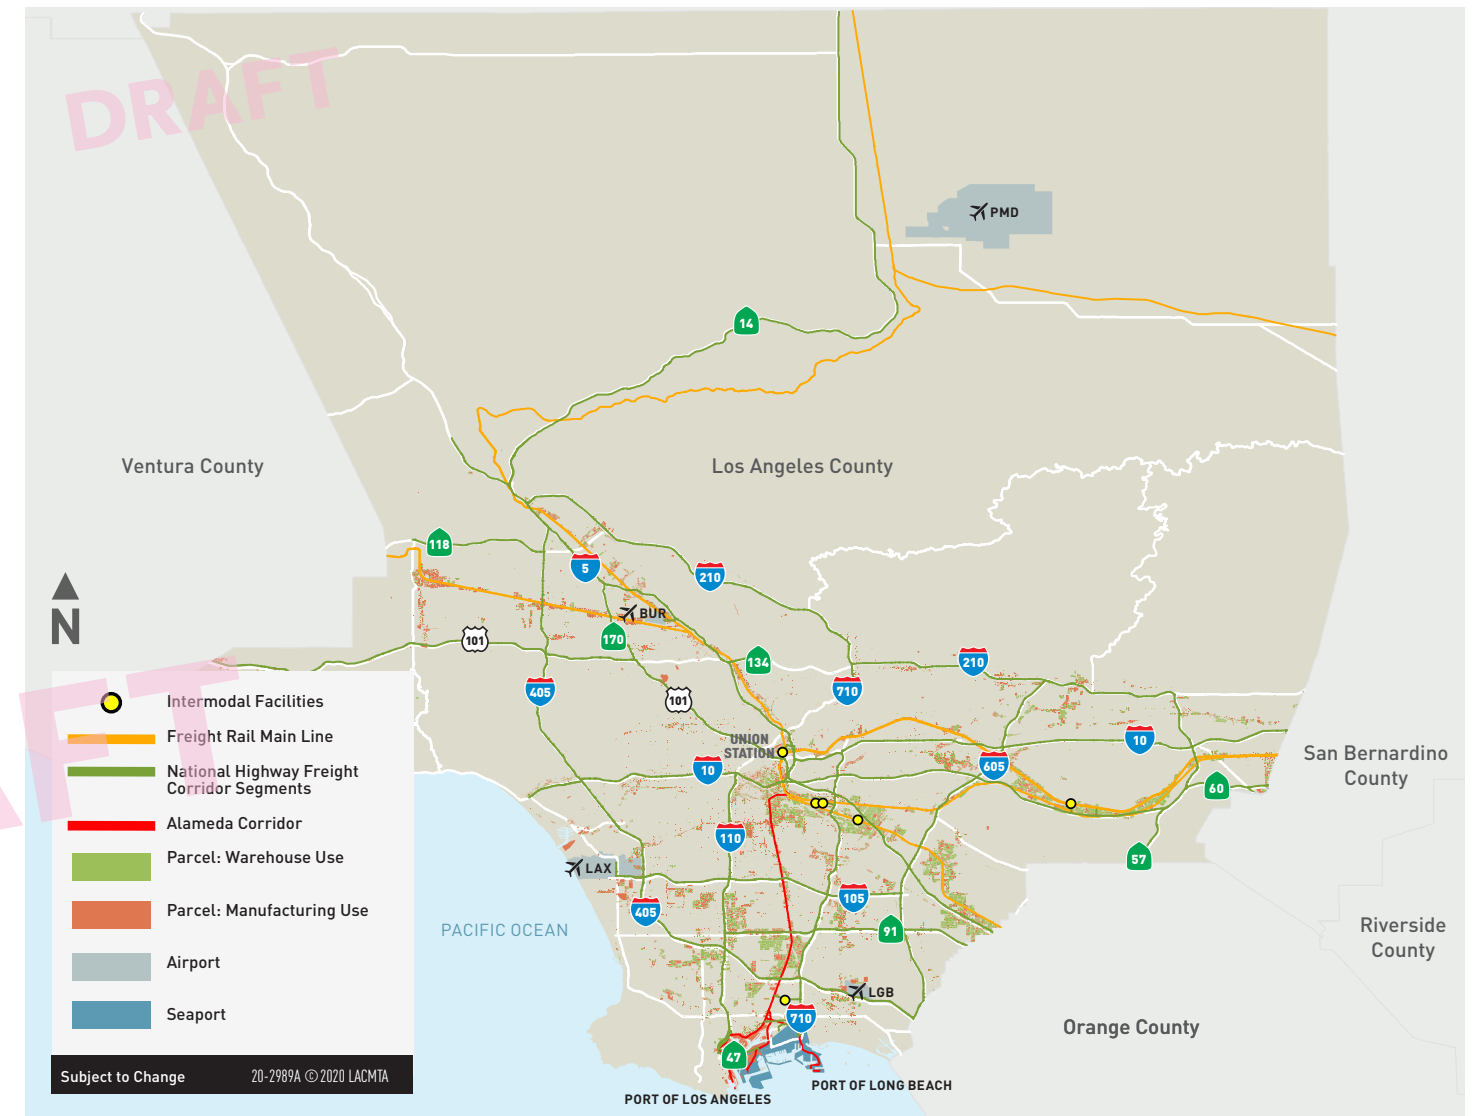 DRAFT
PMD
14
Ventura County
Los Angeles County
118
5
210
N
BUR
101
170
134
210
405
710
101
UNION
STATION
10
10
605
San Bernardino
County
60
110
57
LAX
405
105
91
PACIFIC OCEAN
Riverside
County
LGB
710
Orange County
47
PORT OF LONG BEACH
PORT OF LOS ANGELES
AFT
Intermodal Facilities
Freight Rail Main Line
National Highway Freight
Corridor Segments
Alameda Corridor
Parcel: Warehouse Use
Parcel: Manufacturing Use
Airport
Seaport
Subject to Change
20-2989A ©2020 LACMTA